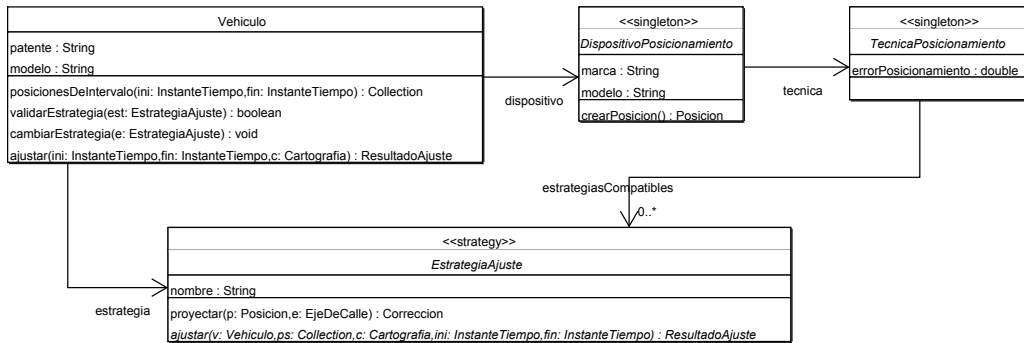 Vehiculo
patente : String
modelo : String
posicionesDeIntervalo(ini: InstanteTiempo,fin: InstanteTiempo) : Collection
validarEstrategia(est: EstrategiaAjuste) : boolean
cambiarEstrategia(e: EstrategiaAjuste) : void
ajustar(ini: InstanteTiempo,fin: InstanteTiempo,c: Cartografia) : ResultadoAjuste
dispositivo
<<singleton>>
DispositivoPosicionamiento
marca : String
modelo : String
crearPosicion() : Posicion
tecnica
<<singleton>>
TecnicaPosicionamiento
errorPosicionamiento : double
estrategiasCompatibles
0..*
estrategia
<<strategy>>
EstrategiaAjuste
nombre : String
proyectar(p: Posicion,e: EjeDeCalle) : Correccion
ajustar(v: Vehiculo,ps: Collection,c: Cartografia,ini: InstanteTiempo,fin: InstanteTiempo) : ResultadoAjuste